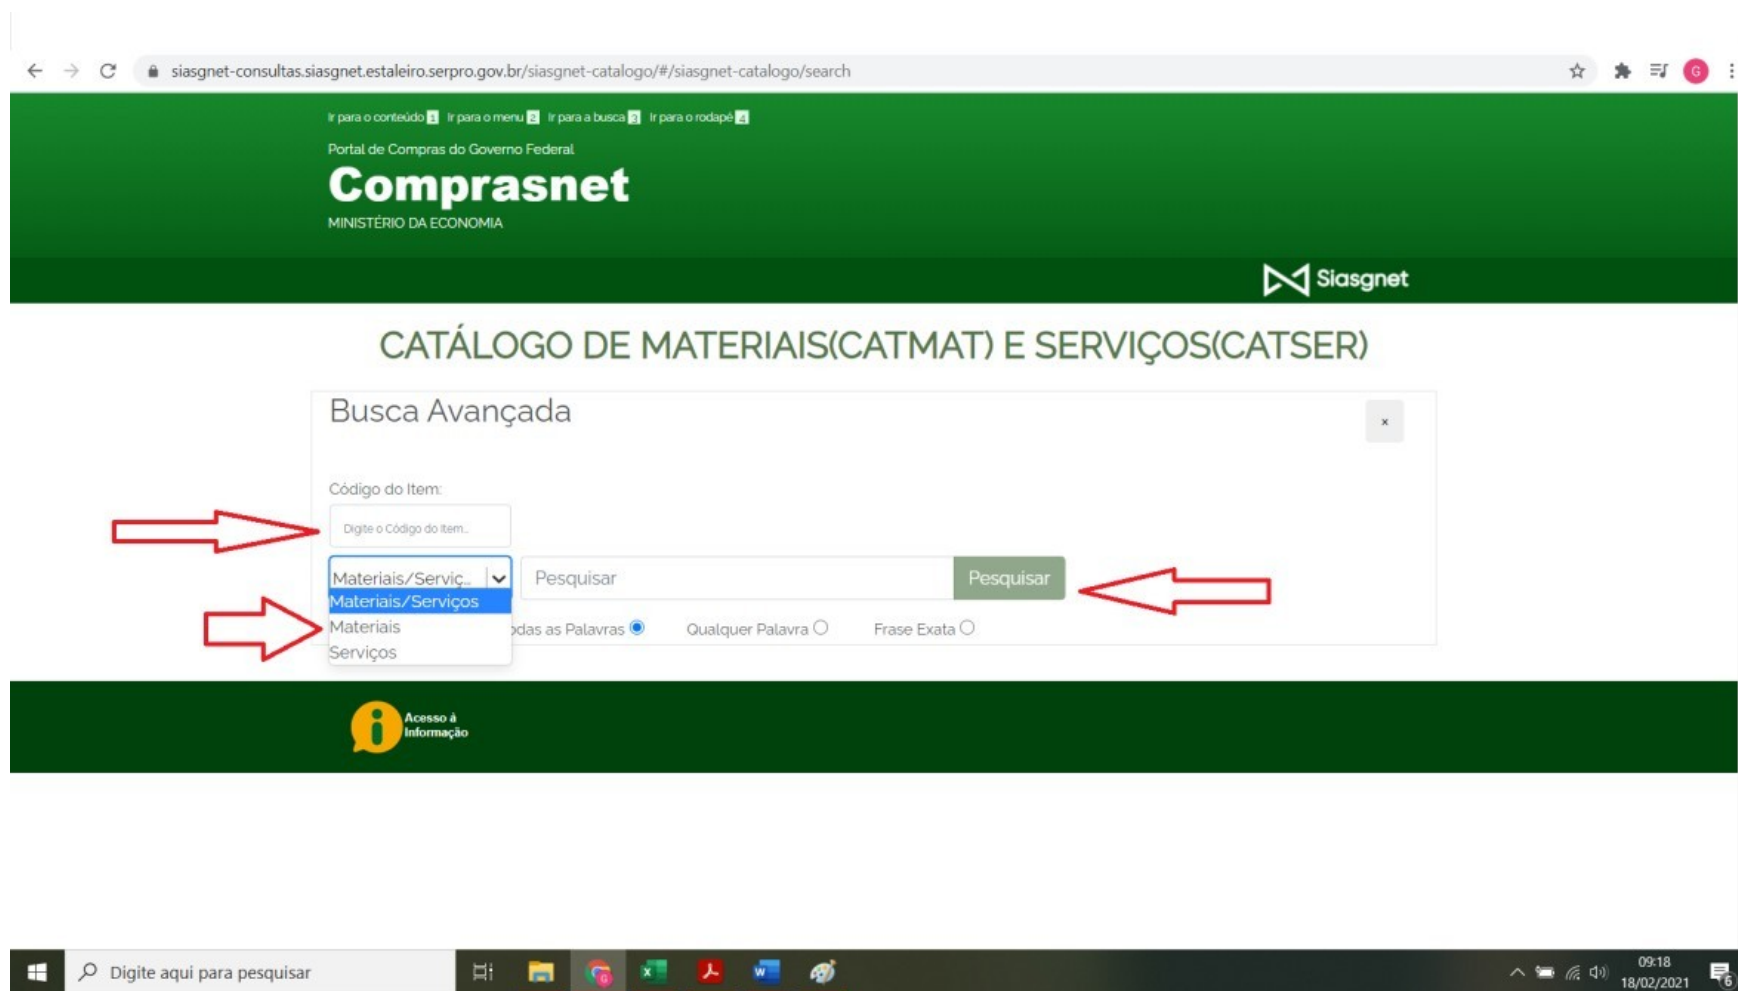 siasgnet-consultas.siasgnet.estaleiro.serpro.gov.br/siasgnet-catalogo/#/siasgnet-catalogo/search
G
Ir para o conteúdo 1 Ir para o menu 2 Ir para a busca 3 Ir para o rodapé 4
Portal de Compras do Governo Federal
Comprasnet
MINISTÉRIO DA ECONOMIA
Siasgnet
CATÁLOGO DE MATERIAIS(CATMAT) E SERVIÇOS(CATSER)
Busca Avançada
×
Código do Item:
Digite o Código do Item...
Materiais/Serviç... Pesquisar Pesquisar
Materiais/Serviços
Materiais odas as Palavras Qualquer Palavra Frase Exata
Serviços
Acesso à
Informação
Digite aqui para pesquisar
09:18
18/02/2021
6